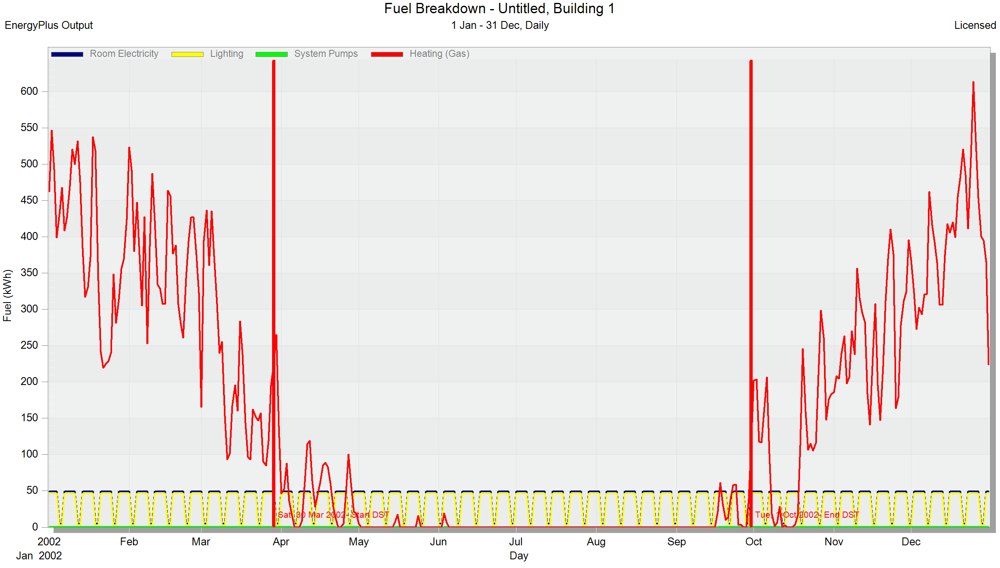 Fuel Breakdown - Untitled, Building 1
EnergyPlus Output
1 Jan - 31 Dec, Daily
Licensed
Room Electricity Lighting System Pumps Heating (Gas)
600
550
500
450
400
350
300
250
200
150
100
50
0
Fuel (kWh)
Sat, 30 Mar 2002- Start DST
Tue, 1 Oct 2002- End DST
2002 Feb Mar Apr May Jun Jul Aug Sep Oct Nov Dec
Jan 2002
Day